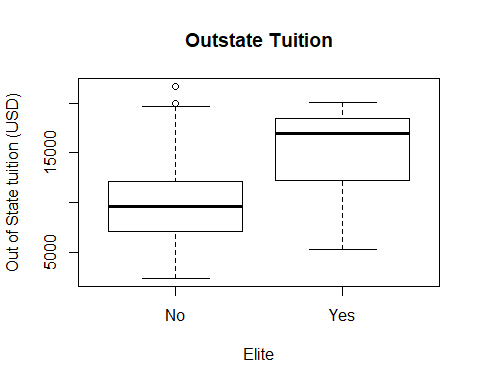 Outstate Tuition
Out of State tuition (USD)
15000
5000
No
Yes
Elite